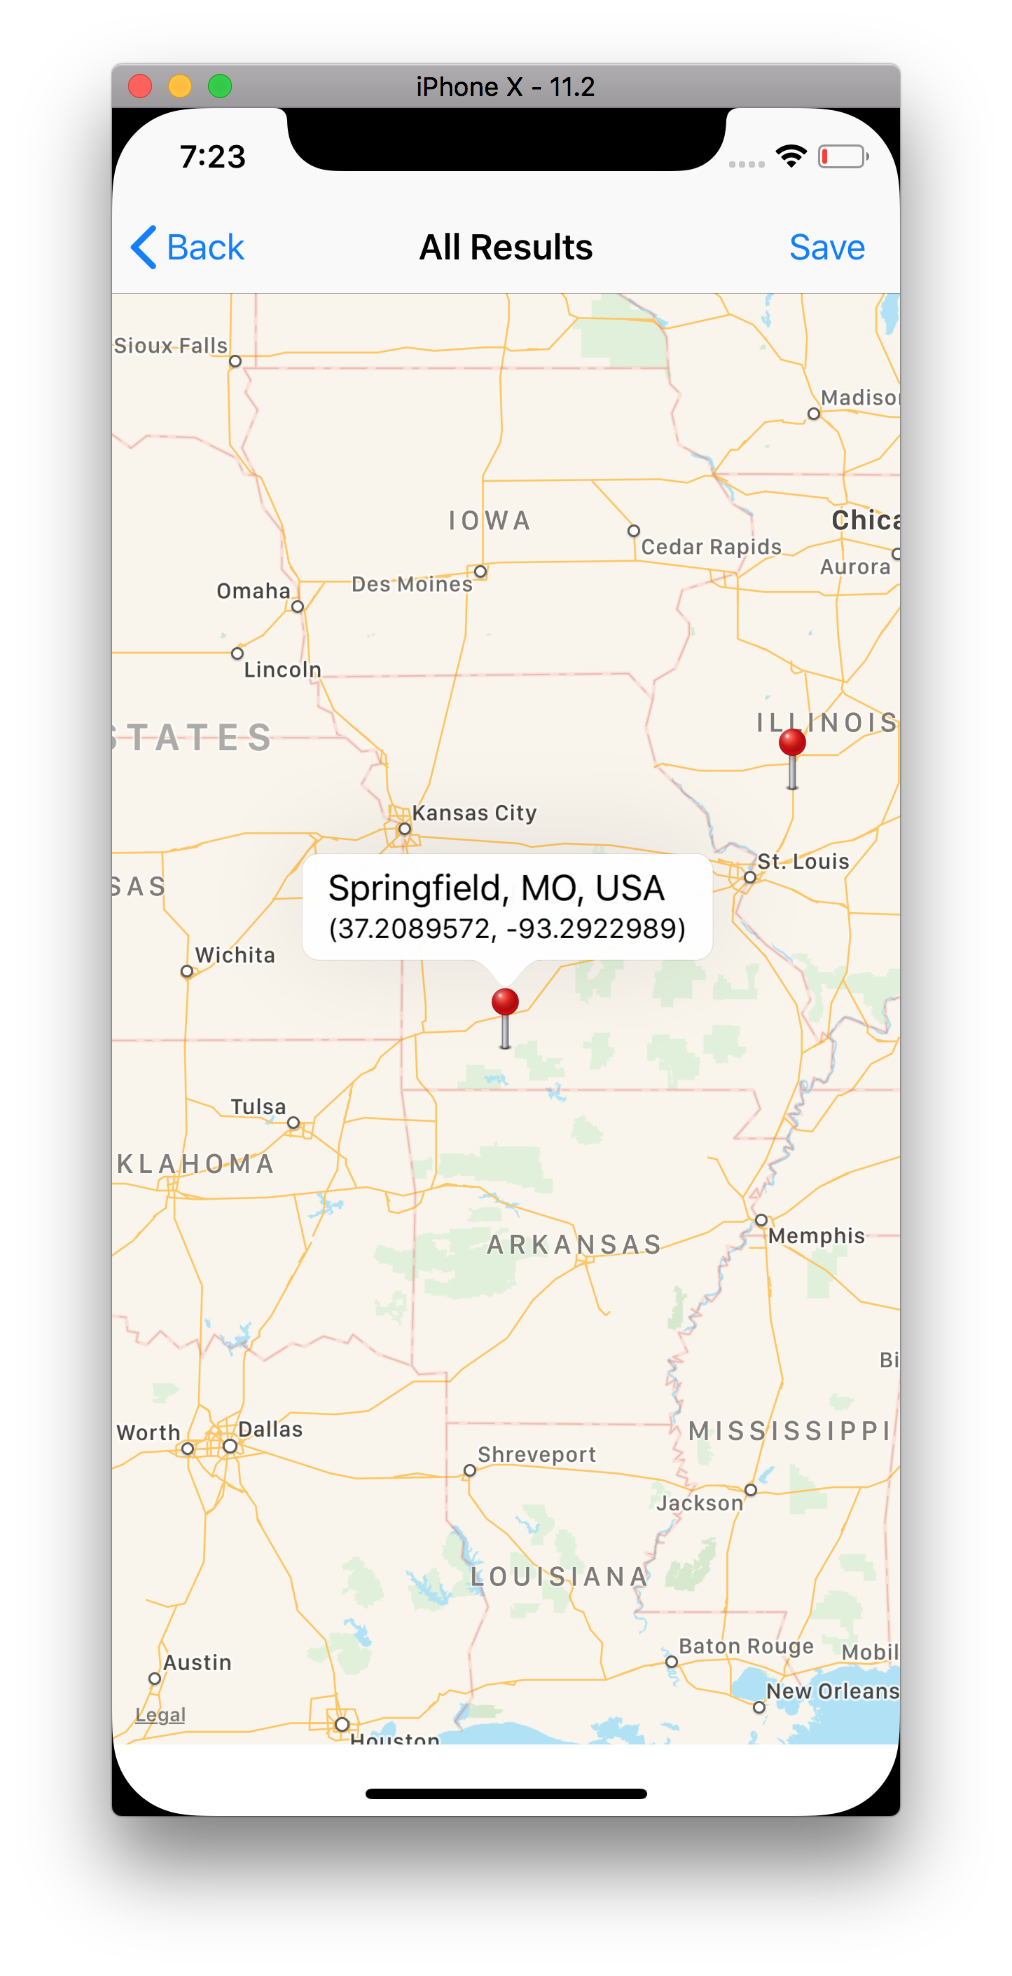 iPhone X - 11.2
7:23
Back
All Results
Save
Sioux Falls
Madiso
IOWA
Chica
Cedar Rapids
Aurora
Des Moines
Omaha
Lincoln
STATES
ILLINOIS
Kansas City
St. Louis
SAS
Springfield, MO, USA
(37.2089572, -93.2922989)
Wichita
Tulsa
KLAHOMA
Memphis
ARKANSAS
Bi
Worth
Dallas
MISSISSIPPI
Shreveport
Jackson
LOUISIANA
Baton Rouge
Mobil
Austin
New Orleans
Legal
Houston